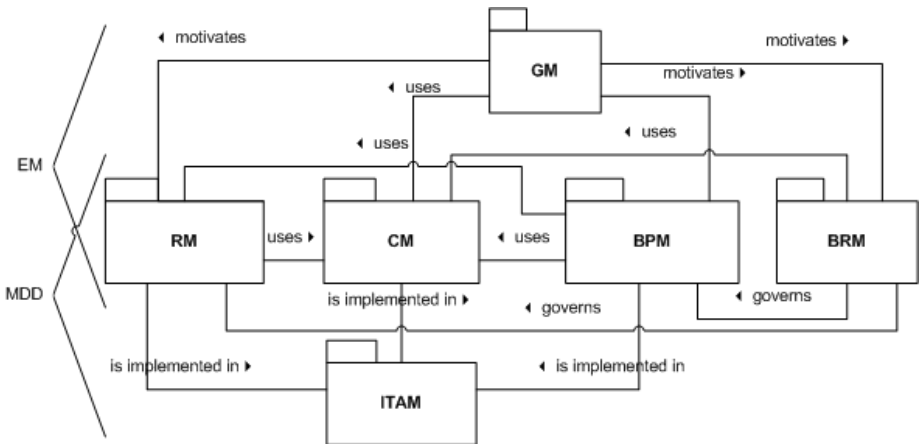 ◄ motivates
motivates ►
GM
motivates ►
◄ uses
◄ uses
◄ uses
EM
RM
uses ►
CM
◄ uses
BPM
BRM
MDD
is implemented in ►
◄ governs
◄ governs
is implemented in ►
◄ is implemented in
ITAM